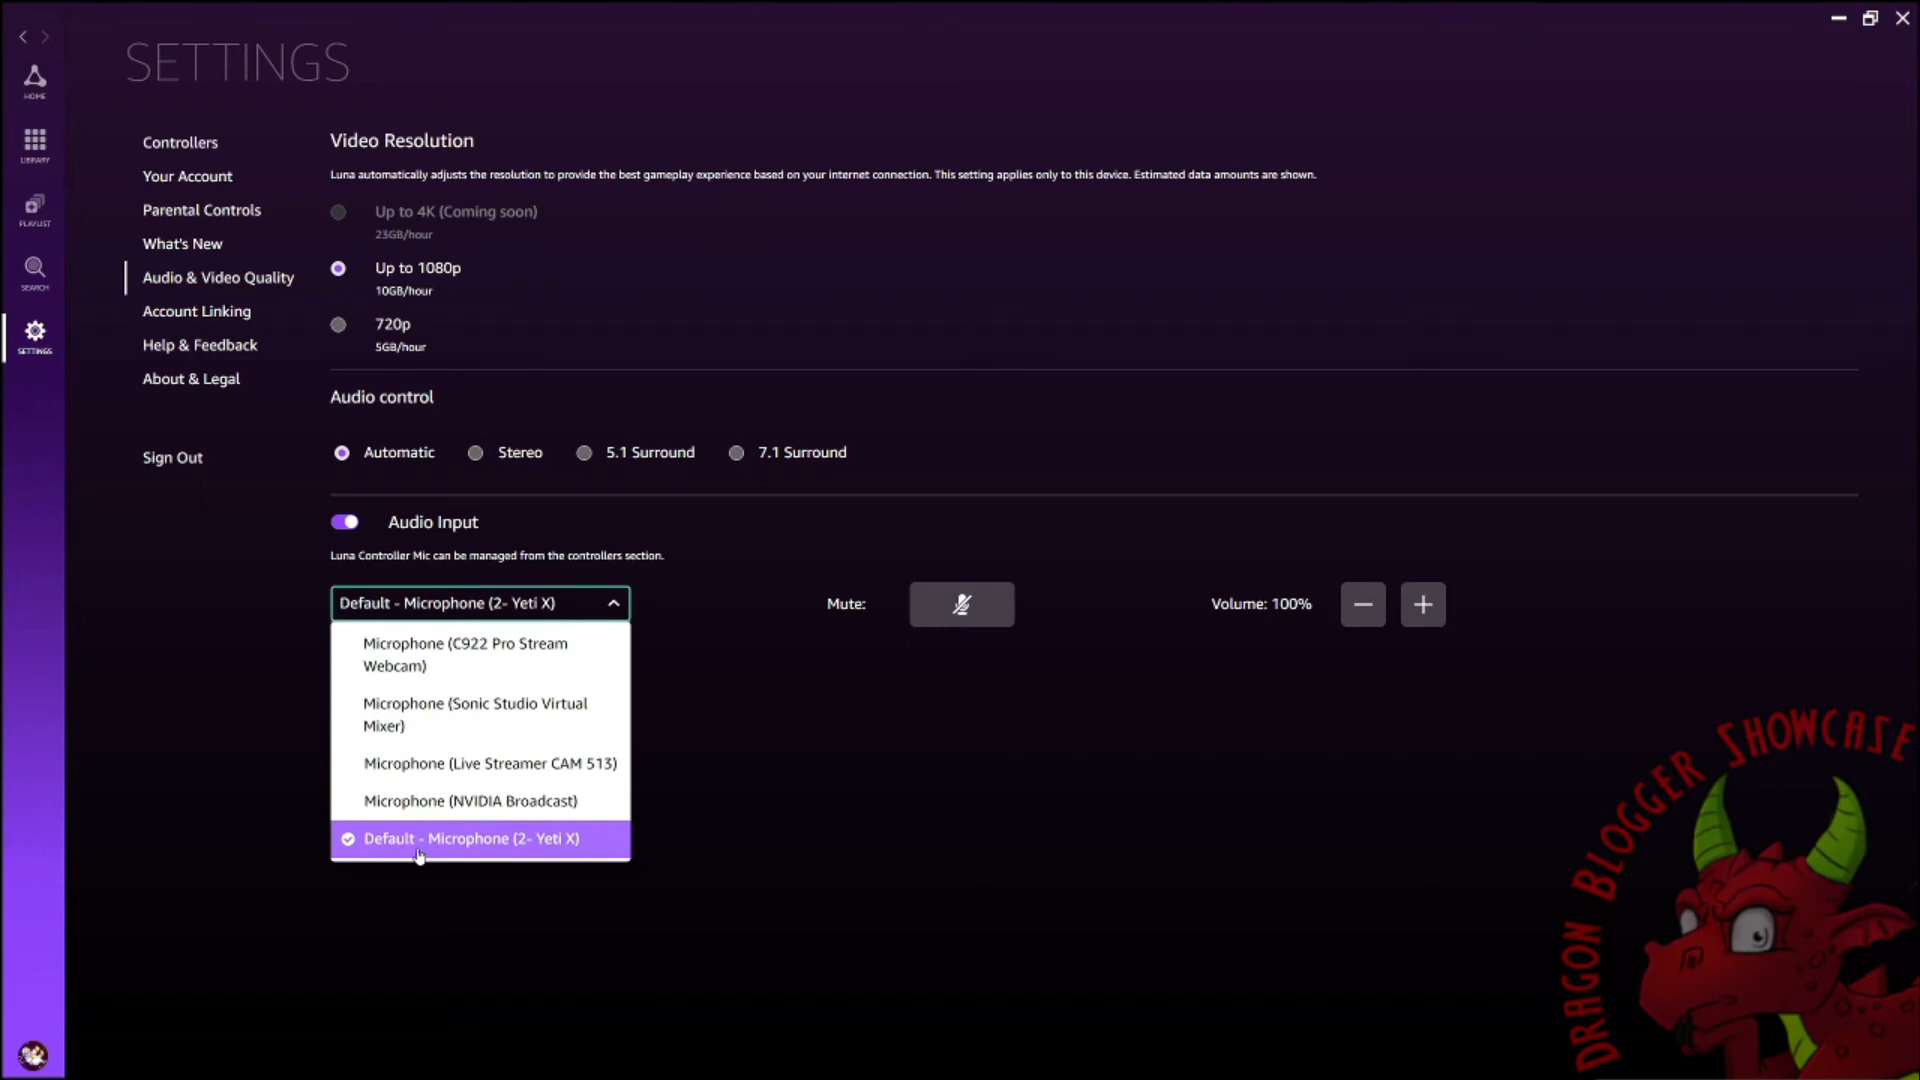 SETTINGS
HOME
LIBRARY
PLAYLIST
SEARCH
SETTINGS
Controllers
Your Account
Parental Controls
What's New
Audio & Video Quality
Account Linking
Help & Feedback
About & Legal
Sign Out
Video Resolution
Luna automatically adjusts the resolution to provide the best gameplay experience based on your internet connection. This setting applies only to this device. Estimated data amounts are shown.
Up to 4K (Coming soon)
23GB/hour
Up to 1080p
10GB/hour
720p
5GB/hour
Audio control
Automatic
Stereo
5.1 Surround
7.1 Surround
Audio Input
Luna Controller Mic can be managed from the controllers section.
Default - Microphone (2- Yeti X)
Mute:
Volume: 100%
Microphone (C922 Pro Stream
Webcam)
Microphone (Sonic Studio Virtual
Mixer)
Microphone (Live Streamer CAM 513)
Microphone (NVIDIA Broadcast)
Default - Microphone (2- Yeti X)
DRAGON BLOGGER SHOWCASE